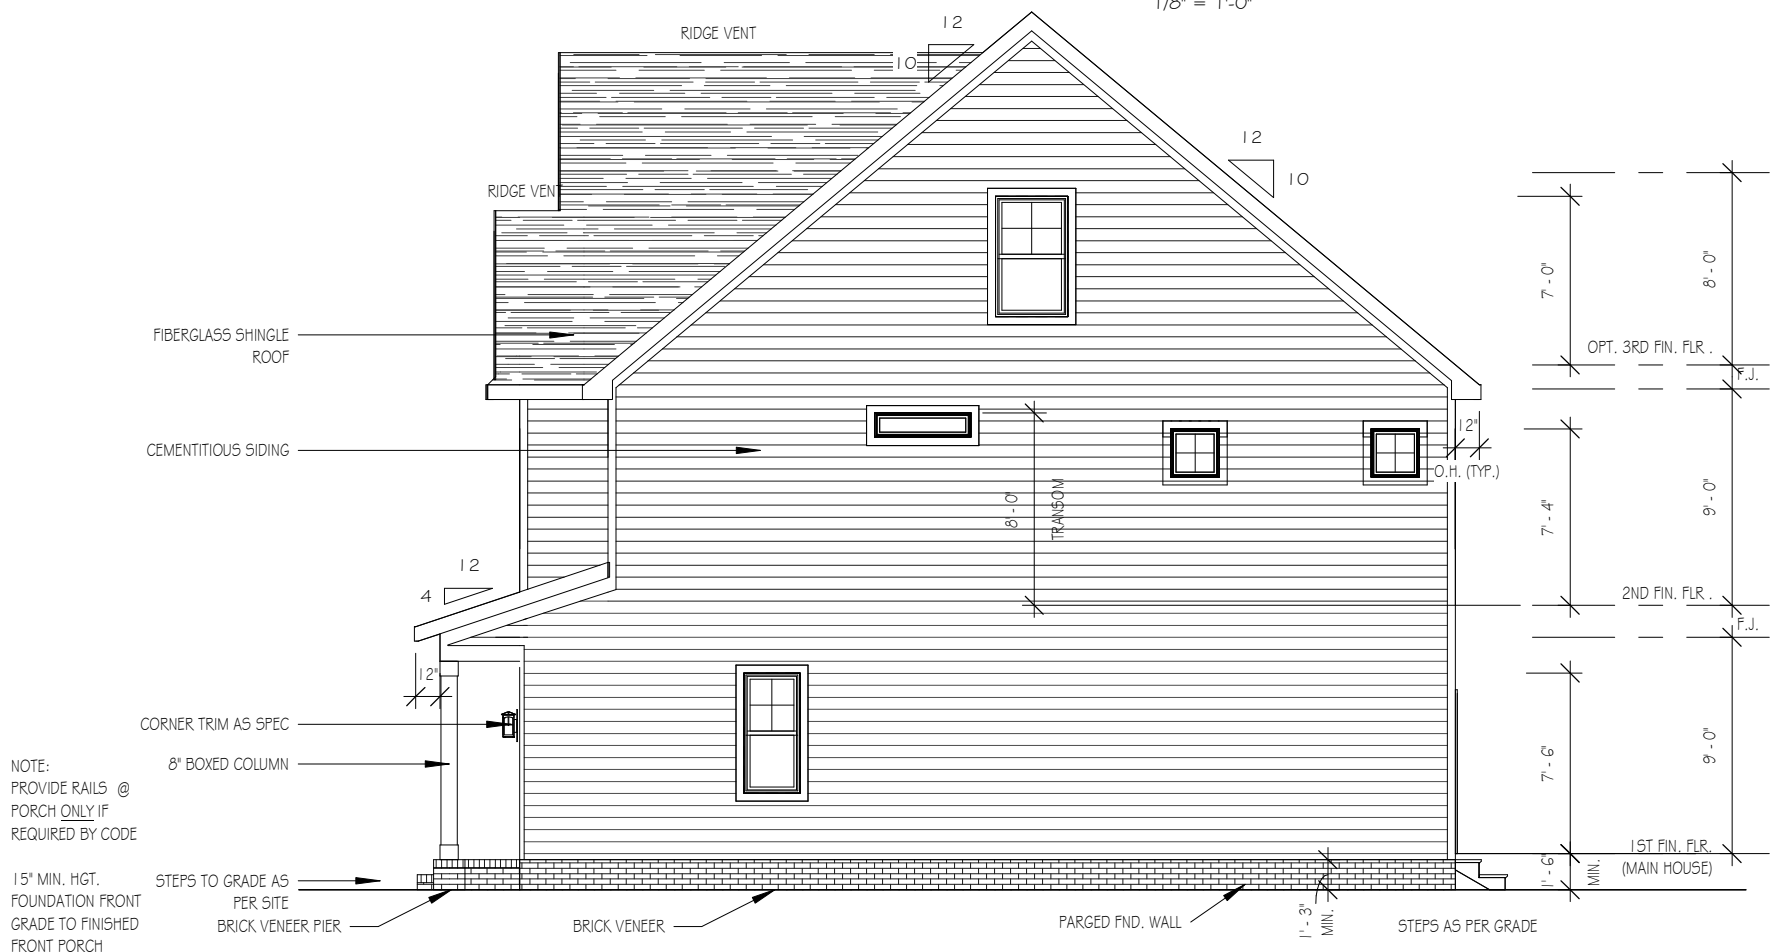 1/8" = 1'-0"
RIDGE VENT
12
10
12
10
RIDGE VENT
FIBERGLASS SHINGLE
ROOF
CEMENTITIOUS SIDING
12
4
12"
CORNER TRIM AS SPEC
8" BOXED COLUMN
NOTE:
PROVIDE RAILS @
PORCH ONLY IF
REQUIRED BY CODE
15" MIN. HGT.
FOUNDATION FRONT
GRADE TO FINISHED
FRONT PORCH
STEPS TO GRADE AS
PER SITE
BRICK VENEER PIER
BRICK VENEER
PARGED FND. WALL
1' - 3"
MIN.
STEPS AS PER GRADE
8' - 0"
TRANSOM
12"
O.H. (TYP.)
7' - 0"
8' - 0"
OPT. 3RD FIN. FLR .
F.J.
7' - 4"
9' - 0"
2ND FIN. FLR .
F.J.
7' - 6"
9' - 0"
1ST FIN. FLR.
(MAIN HOUSE)
1' - 6"
MIN.